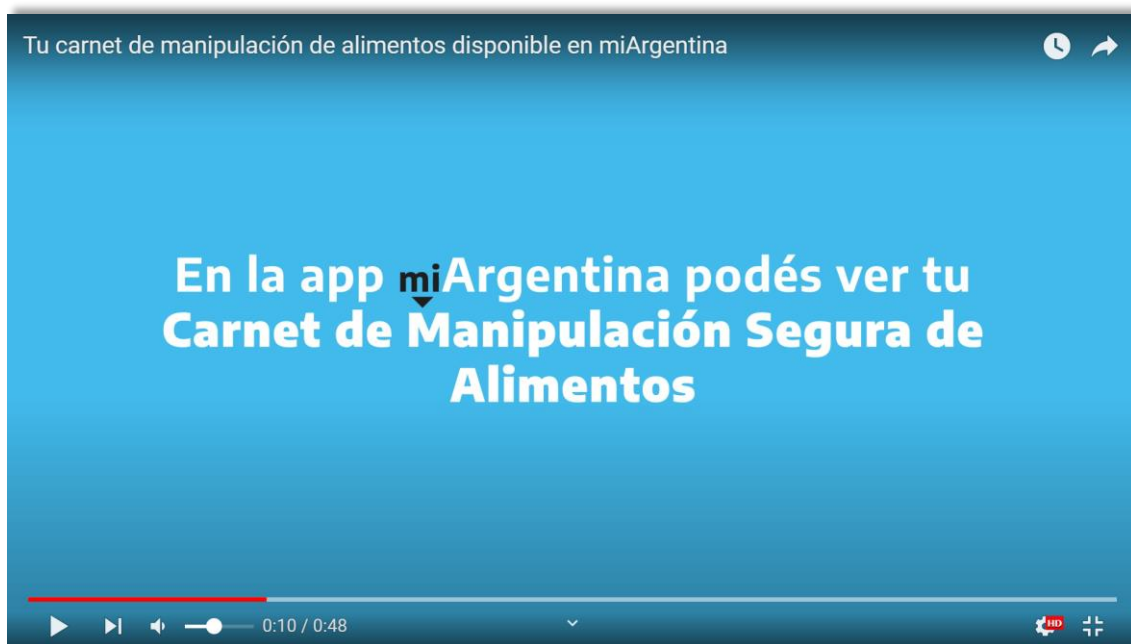 Tu carnet de manipulación de alimentos disponible en miArgentina
En la app miArgentina podés ver tu
Carnet de Manipulación Segura de
Alimentos
0:10 / 0:48
HD